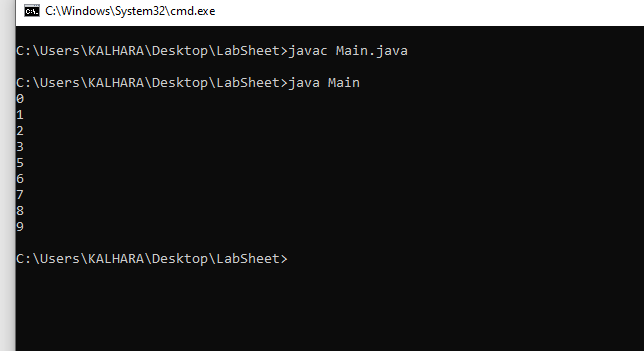 C:\Windows\System32\cmd.exe
C:\Users\KALHARA\Desktop\LabSheet>javac Main.java
C:\Users\KALHARA\Desktop\LabSheet>java Main
0
1
2
3
5
6
7
8
9
C:\Users\KALHARA\Desktop\LabSheet>